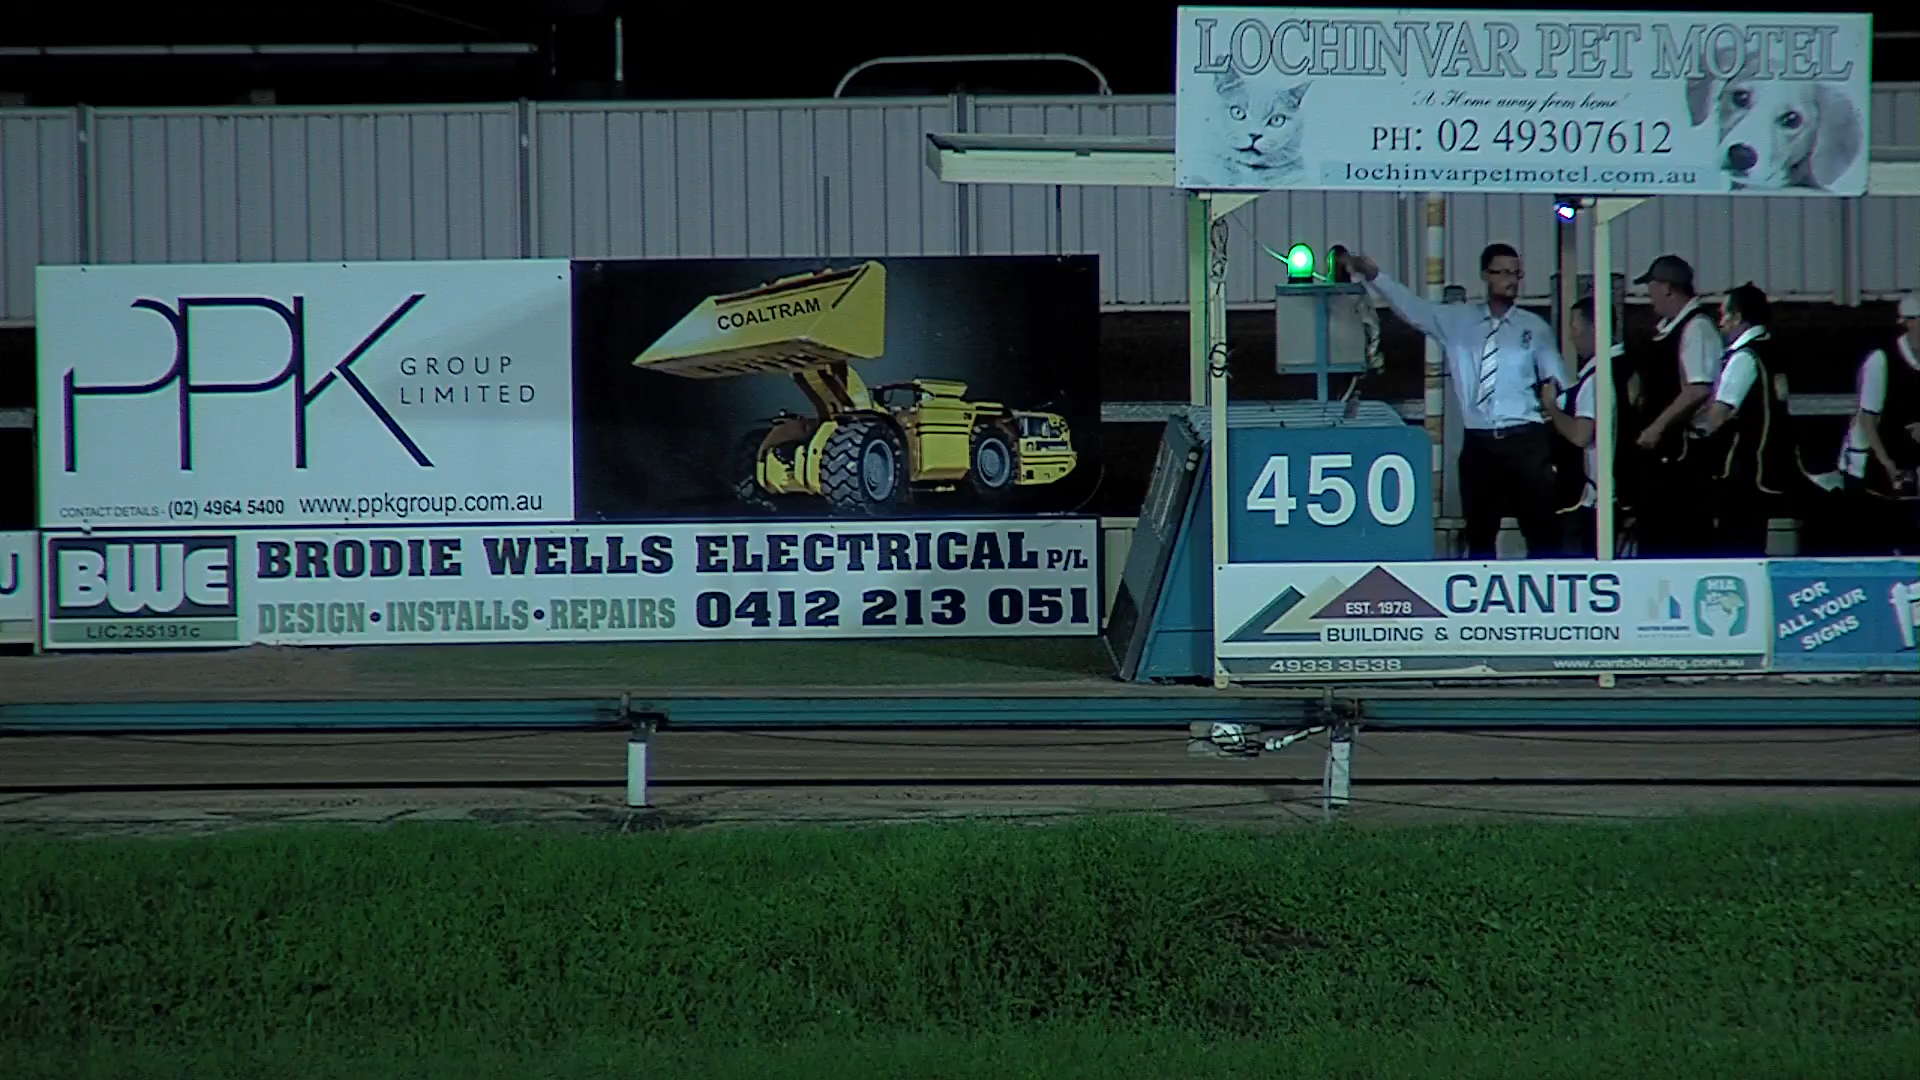 LOCHINVAR PET MOTEL
'A Home away from home'
PH: 02 49307612
lochinvarpetmotel.com.au
PPK
GROUP
LIMITED
CONTACT DETAILS - (02) 4964 5400 www.ppkgroup.com.au
COALTRAM
450
U
BWE
LIC.255191c
BRODIE WELLS ELECTRICAL P/L
DESIGN • INSTALLS • REPAIRS 0412 213 051
EST. 1978
CANTS
BUILDING & CONSTRUCTION
4933 3538 www.cantsbuilding.com.au
HIA
FOR
ALL YOUR
SIGNS